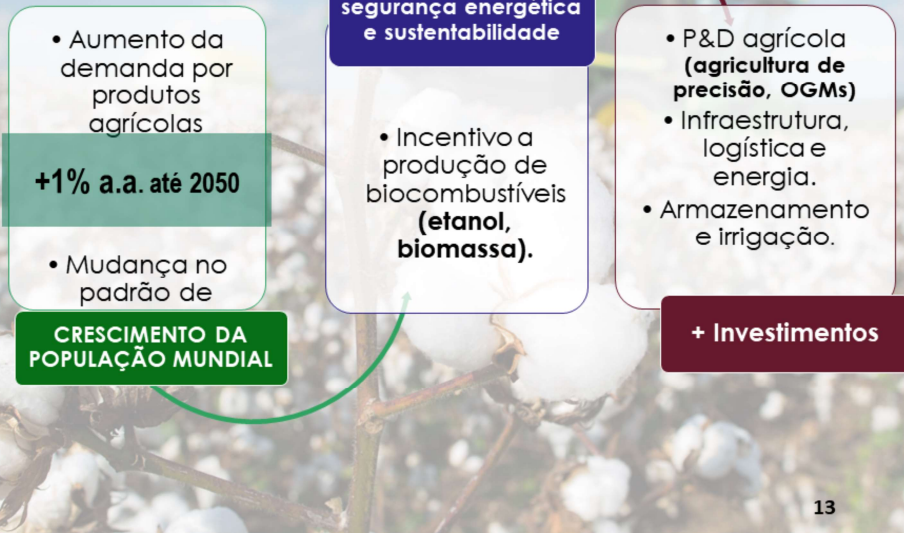 • Aumento da
demanda por
produtos
agrícolas
+1% a.a. até 2050
• Mudança no
padrão de
CRESCIMENTO DA
POPULAÇÃO MUNDIAL
segurança energética
e sustentabilidade
• Incentivo a
produção de
biocombustíveis
(etanol,
biomassa).
• P&D agrícola
(agricultura de
precisão, OGMs)
• Infraestrutura,
logística e
energia.
• Armazenamento
e irrigação.
+ Investimentos
13